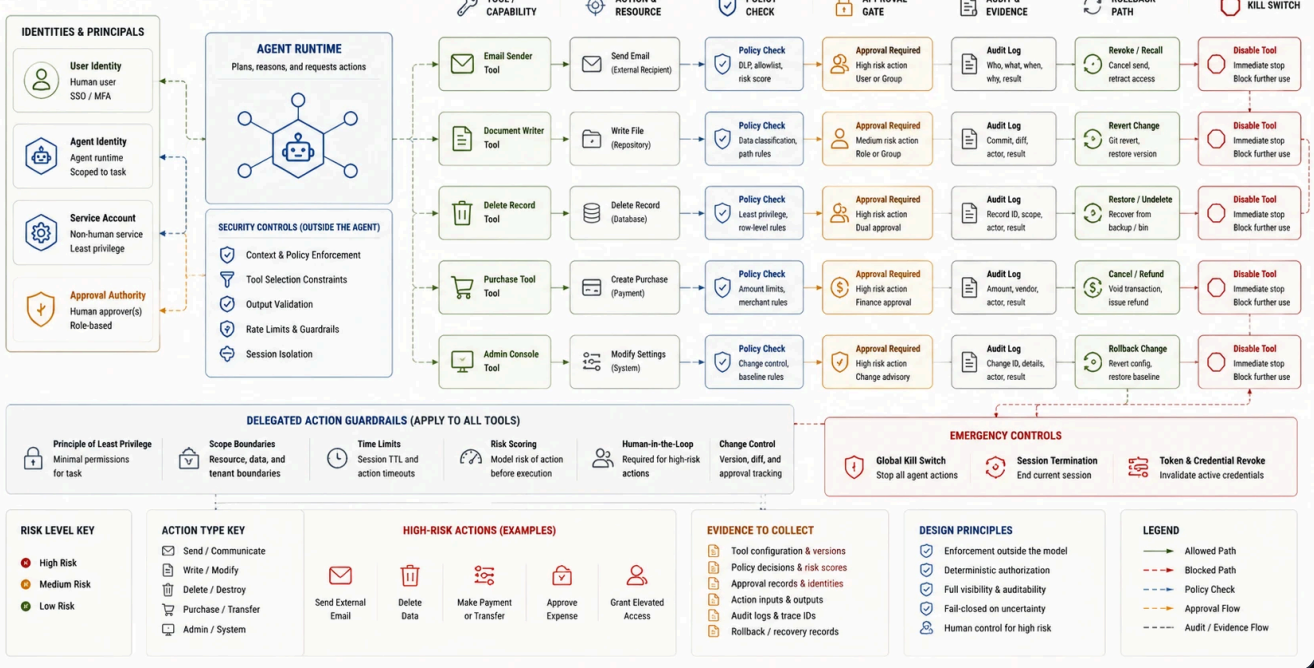 TOOL /
CAPABILITY
ACTION &
RESOURCE
POLICY
CHECK
APPROVAL
GATE
AUDIT &
EVIDENCE
ROLLBACK
PATH
KILL SWITCH
IDENTITIES & PRINCIPALS
User Identity
Human user
SSO / MFA
Agent Identity
Agent runtime
Scoped to task
Service Account
Non-human service
Least privilege
Approval Authority
Human approver(s)
Role-based
AGENT RUNTIME
Plans, reasons, and requests actions
SECURITY CONTROLS (OUTSIDE THE AGENT)
Context & Policy Enforcement
Tool Selection Constraints
Output Validation
Rate Limits & Guardrails
Session Isolation
Email Sender
Tool
Send Email
(External Recipient)
Policy Check
DLP, allowlist,
risk score
Approval Required
High risk action
User or Group
Audit Log
Who, what, when,
why, result
Revoke / Recall
Cancel send,
retract access
Disable Tool
Immediate stop
Block further use
Document Writer
Tool
Write File
(Repository)
Policy Check
Data classification,
path rules
Approval Required
Medium risk action
Role or Group
Audit Log
Commit, diff,
actor, result
Revert Change
Git revert,
restore version
Disable Tool
Immediate stop
Block further use
Delete Record
Tool
Delete Record
(Database)
Policy Check
Least privilege,
row-level rules
Approval Required
High risk action
Dual approval
Audit Log
Record ID, scope,
actor, result
Restore / Undelete
Recover from
backup / bin
Disable Tool
Immediate stop
Block further use
Purchase Tool
Tool
Create Purchase
(Payment)
Policy Check
Amount limits,
merchant rules
Approval Required
High risk action
Finance approval
Audit Log
Amount, vendor,
actor, result
Cancel / Refund
Void transaction,
issue refund
Disable Tool
Immediate stop
Block further use
Admin Console
Tool
Modify Settings
(System)
Policy Check
Change control,
baseline rules
Approval Required
High risk action
Change advisory
Audit Log
Change ID, details,
actor, result
Rollback Change
Revert config,
restore baseline
Disable Tool
Immediate stop
Block further use
DELEGATED ACTION GUARDRAILS (APPLY TO ALL TOOLS)
Principle of Least Privilege
Minimal permissions
for task
Scope Boundaries
Resource, data, and
tenant boundaries
Time Limits
Session TTL and
action timeouts
Risk Scoring
Model risk of action
before execution
Human-in-the-Loop
Required for high-risk
actions
Change Control
Version, diff, and
approval tracking
EMERGENCY CONTROLS
Global Kill Switch
Stop all agent actions
Session Termination
End current session
Token & Credential Revoke
Invalidate active credentials
RISK LEVEL KEY
High Risk
Medium Risk
Low Risk
ACTION TYPE KEY
Send / Communicate
Write / Modify
Delete / Destroy
Purchase / Transfer
Admin / System
HIGH-RISK ACTIONS (EXAMPLES)
Send External
Email
Delete
Data
Make Payment
or Transfer
Approve
Expense
Grant Elevated
Access
EVIDENCE TO COLLECT
Tool configuration & versions
Policy decisions & risk scores
Approval records & identities
Action inputs & outputs
Audit logs & trace IDs
Rollback / recovery records
DESIGN PRINCIPLES
Enforcement outside the model
Deterministic authorization
Full visibility & auditability
Fail-closed on uncertainty
Human control for high risk
LEGEND
Allowed Path
Blocked Path
Policy Check
Approval Flow
Audit / Evidence Flow